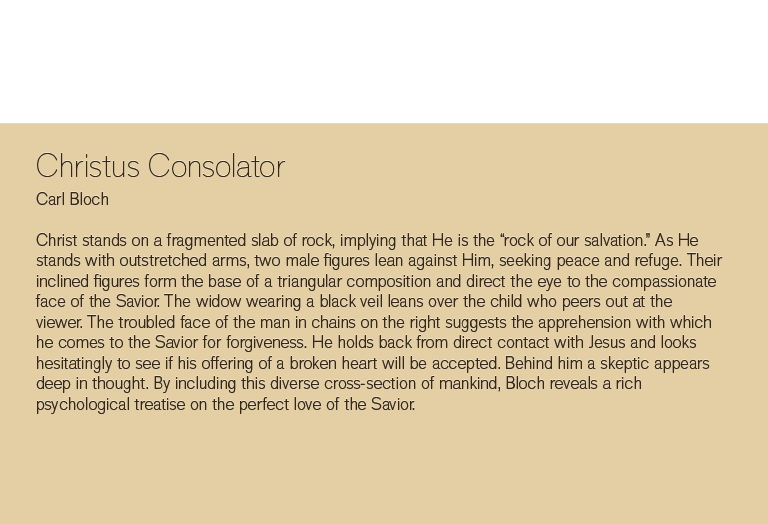 Christus Consolator
Carl Bloch
Christ stands on a fragmented slab of rock, implying that He is the “rock of our salvation.” As He
stands with outstretched arms, two male figures lean against Him, seeking peace and refuge. Their
inclined figures form the base of a triangular composition and direct the eye to the compassionate
face of the Savior. The widow wearing a black veil leans over the child who peers out at the
viewer. The troubled face of the man in chains on the right suggests the apprehension with which
he comes to the Savior for forgiveness. He holds back from direct contact with Jesus and looks
hesitatingly to see if his offering of a broken heart will be accepted. Behind him a skeptic appears
deep in thought. By including this diverse cross-section of mankind, Bloch reveals a rich
psychological treatise on the perfect love of the Savior.